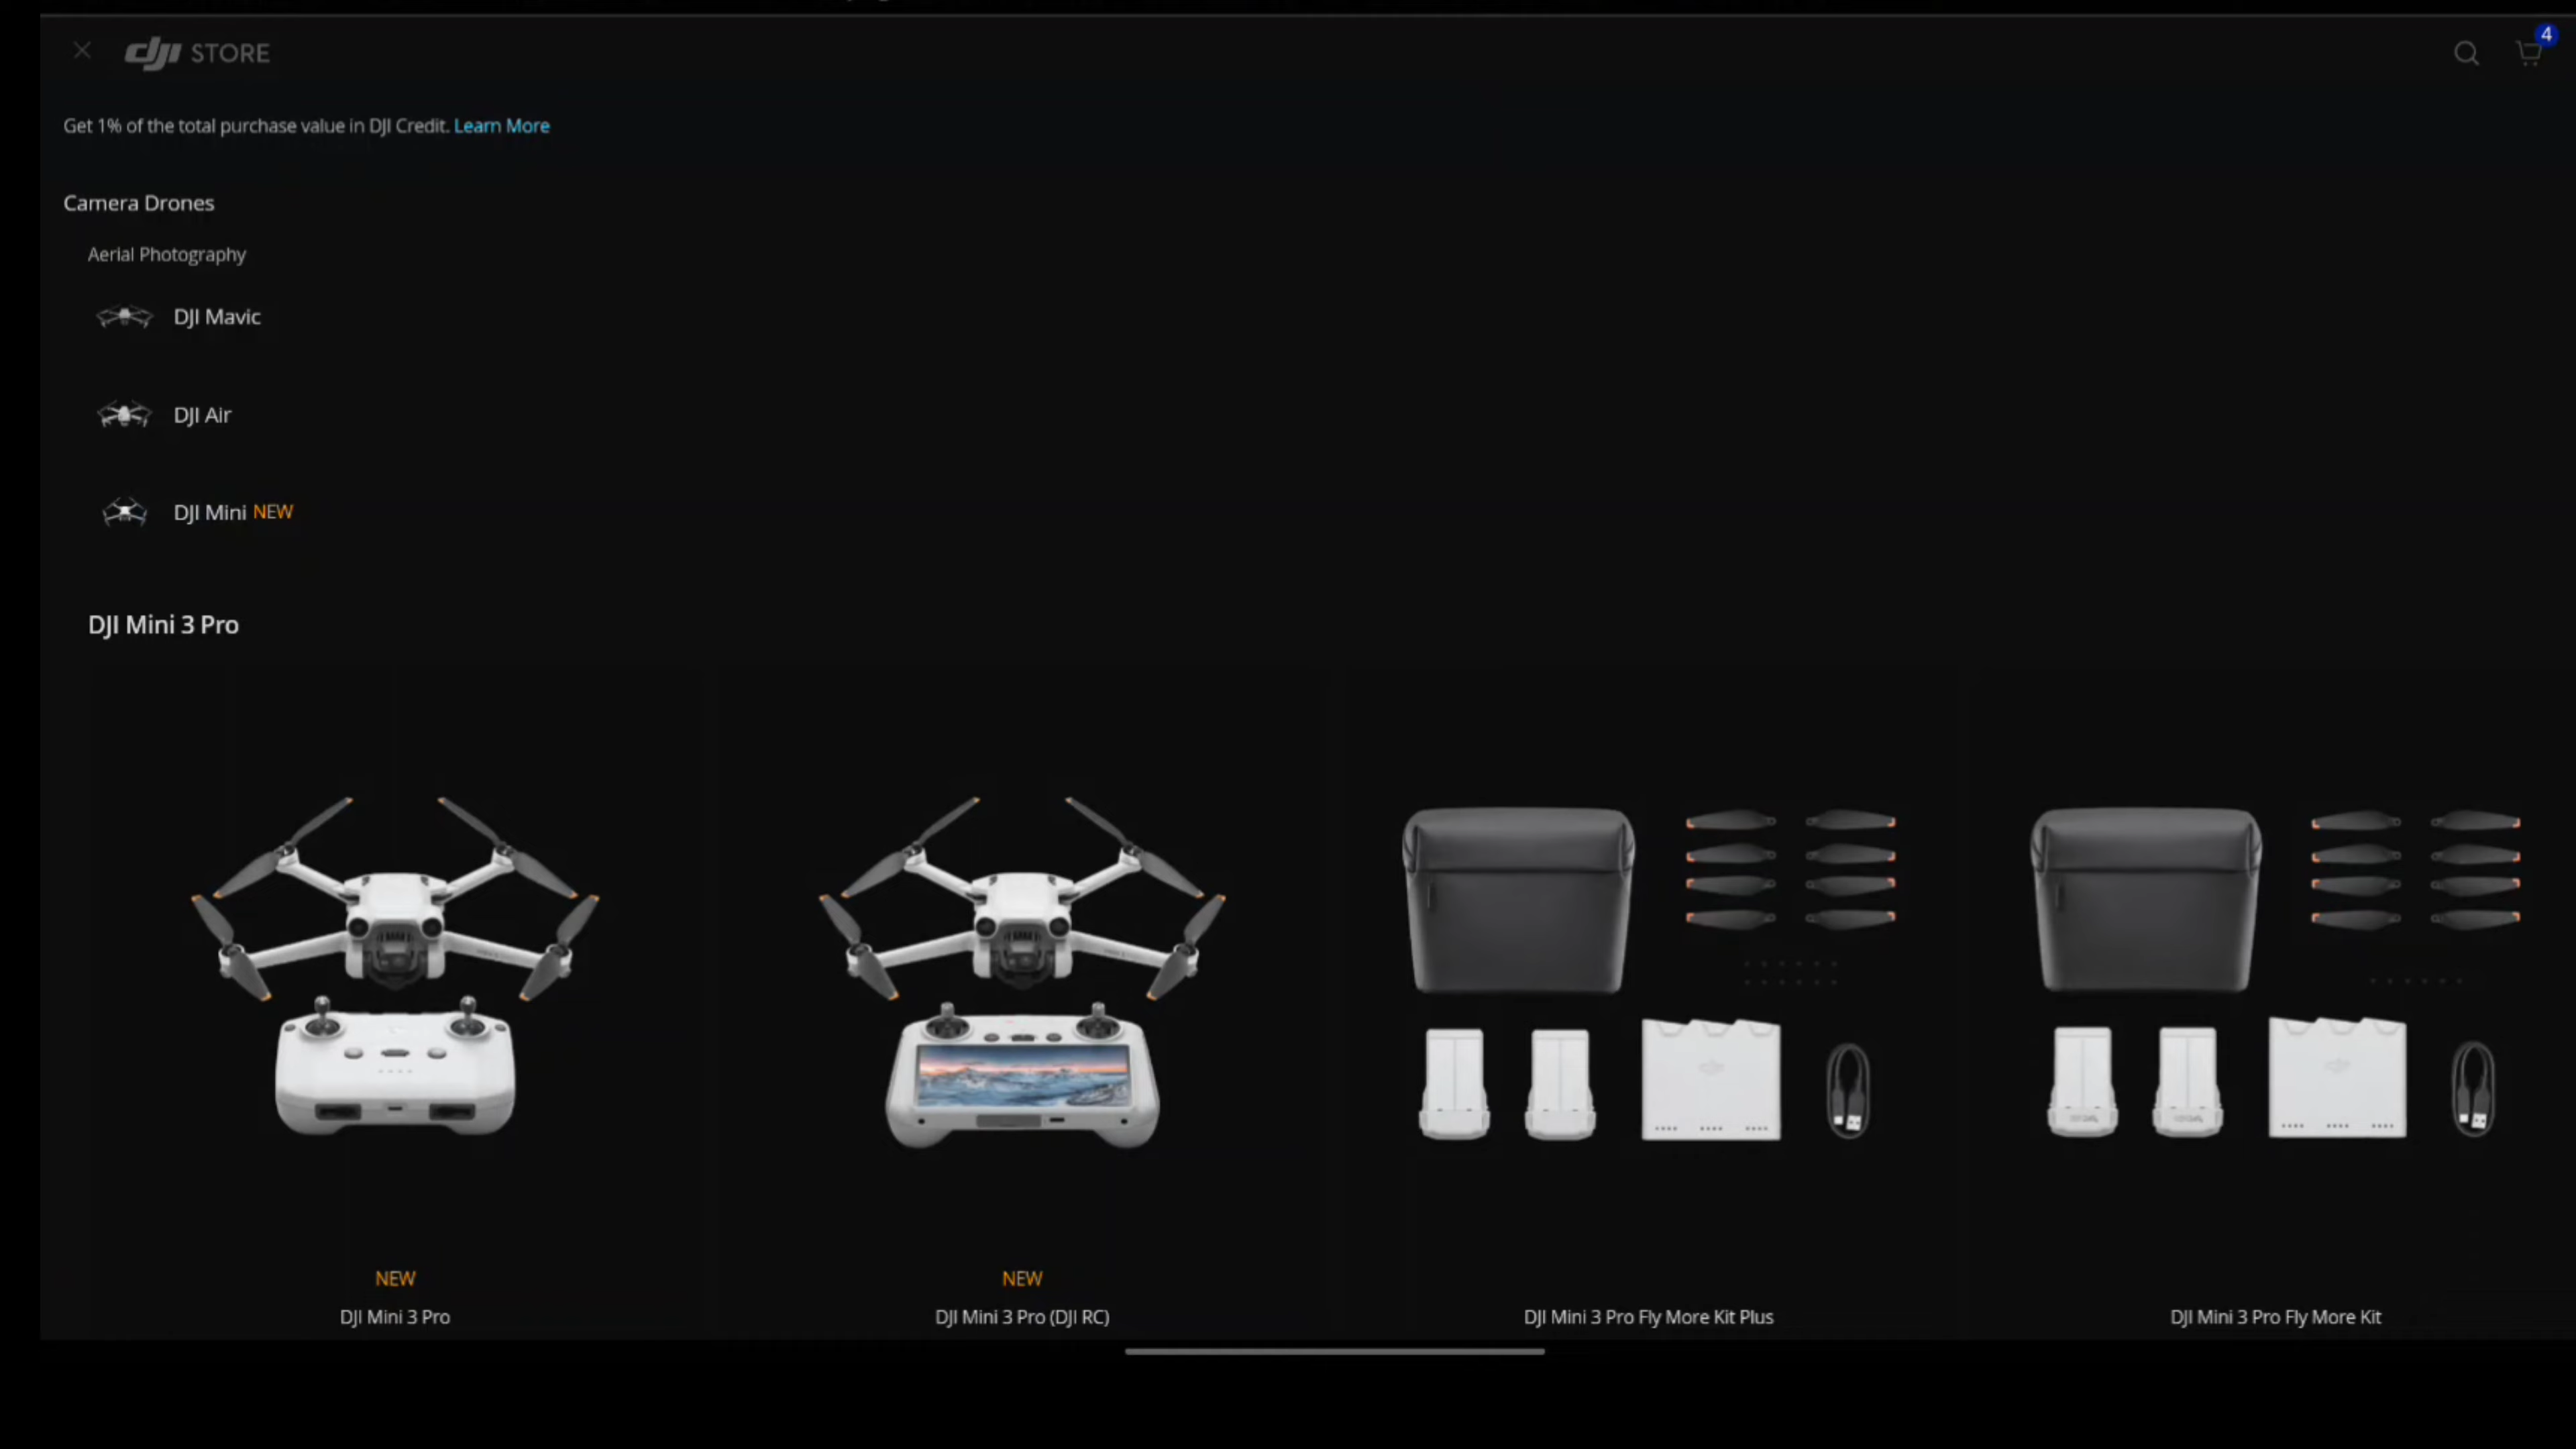 dji STORE
4
Get 1% of the total purchase value in DJI Credit. Learn More
Camera Drones
Aerial Photography
DJI Mavic
DJI Air
DJI Mini NEW
DJI Mini 3 Pro
NEW
DJI Mini 3 Pro
NEW
DJI Mini 3 Pro (DJI RC)
DJI Mini 3 Pro Fly More Kit Plus
DJI Mini 3 Pro Fly More Kit